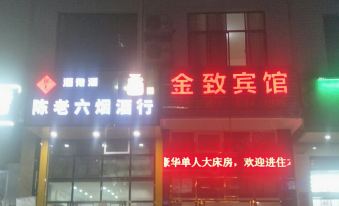 陈老六烟酒行
金致宾馆
豪华单人大床房，欢迎进住